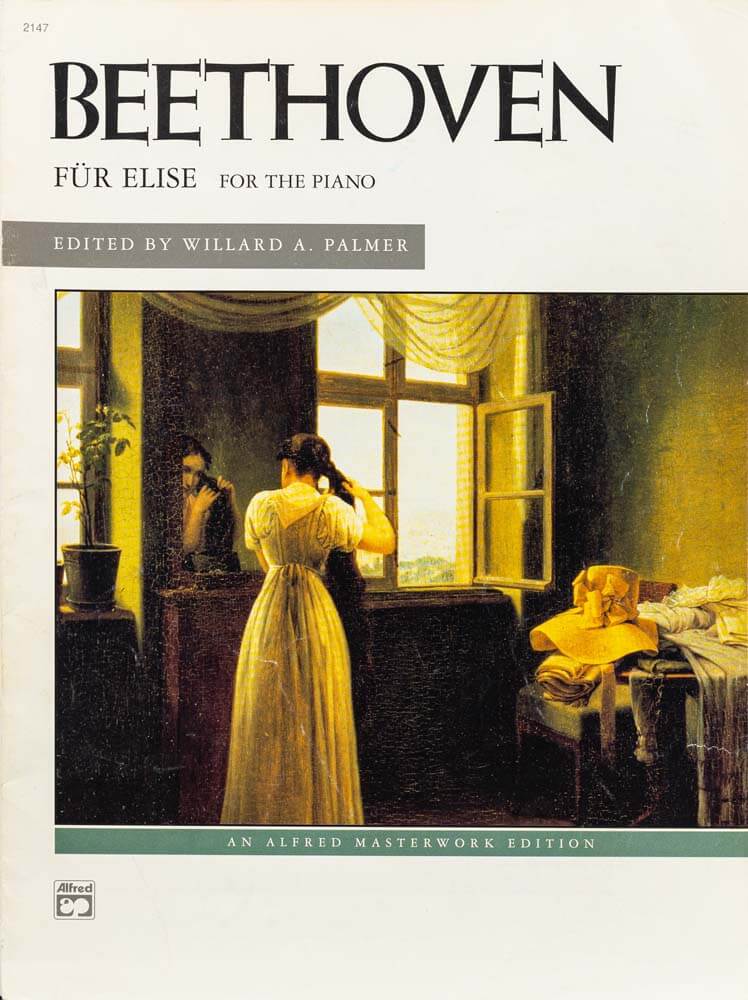 2147
BEETHOVEN
FÜR ELISE FOR THE PIANO
EDITED BY WILLARD A. PALMER
AN ALFRED MASTERWORK EDITION
Alfred